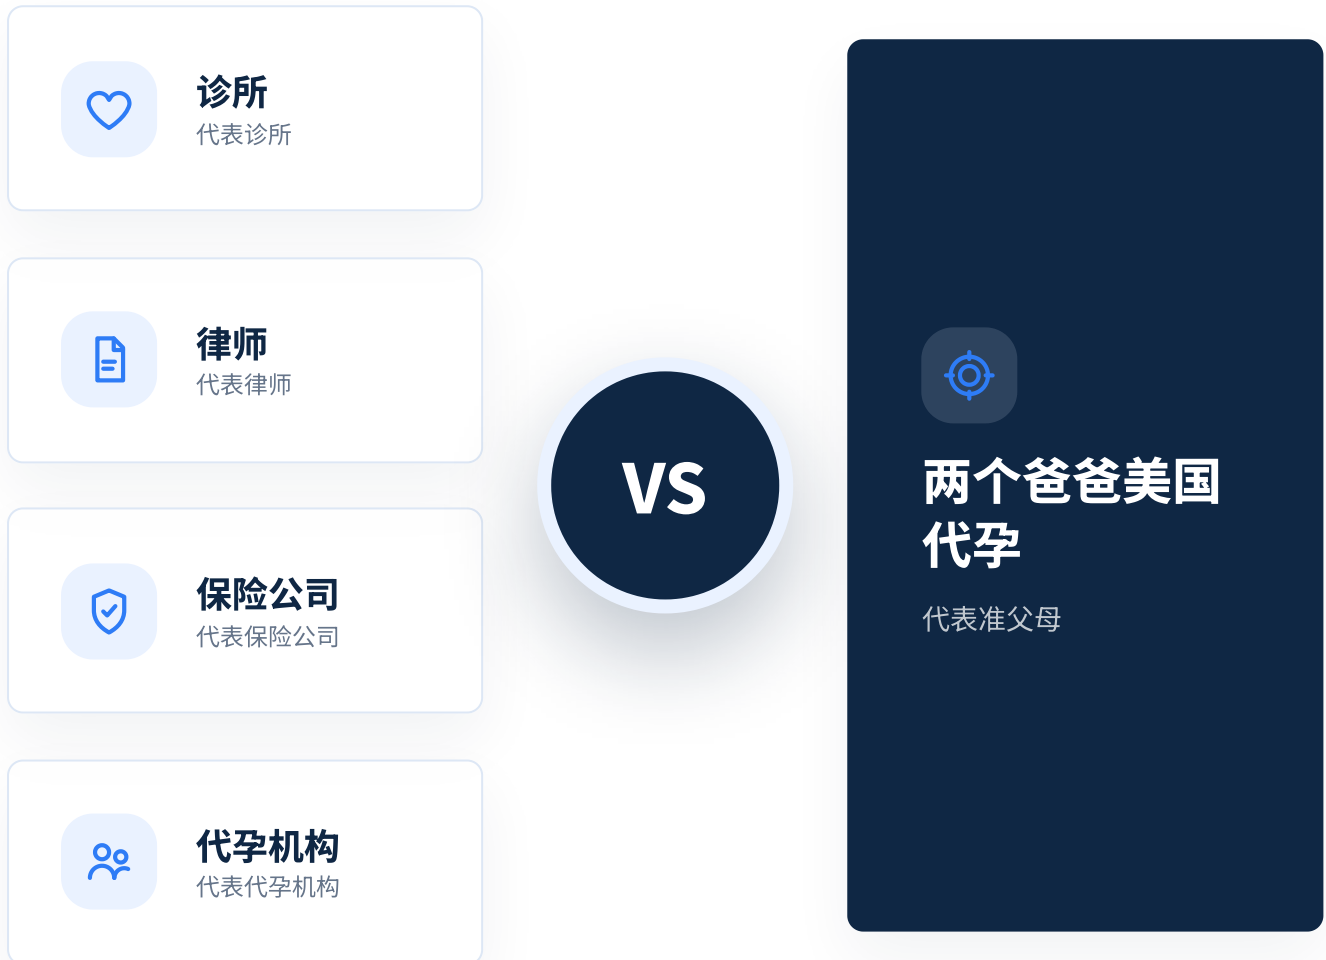 诊所
代表诊所
律师
代表律师
保险公司
代表保险公司
代孕机构
代表代孕机构
VS
两个爸爸美国
代孕
代表准父母